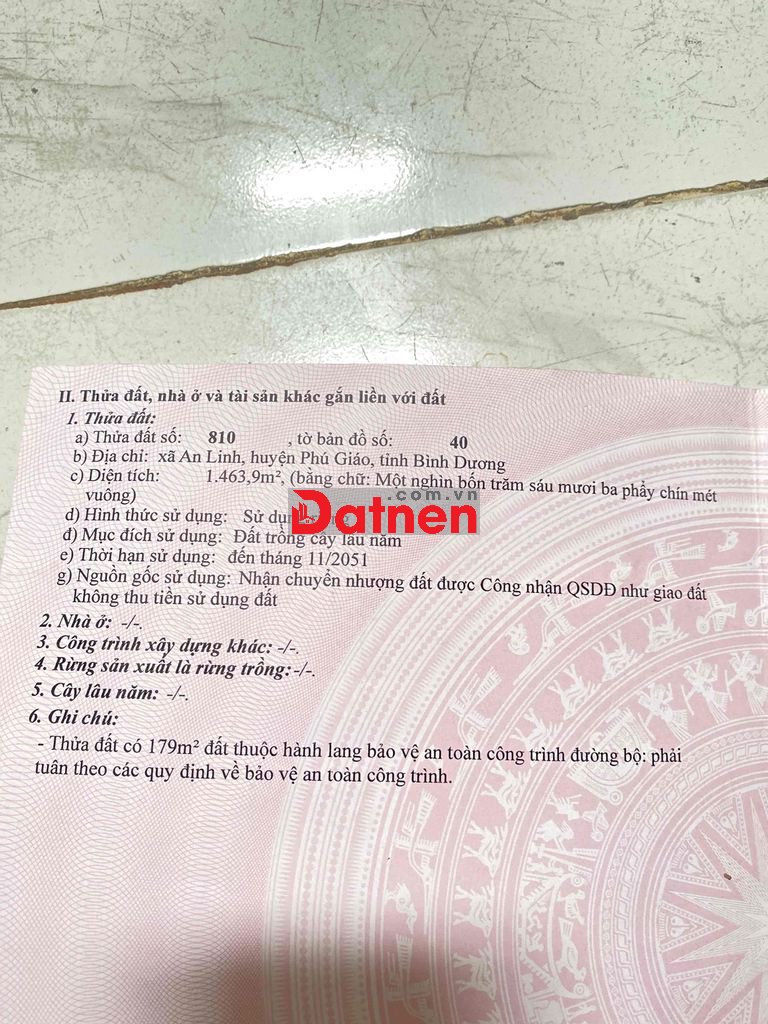 II. Thửa đất, nhà ở và tài sản khác gắn liền với đất
1. Thửa đất:
a) Thửa đất số: 810 , tờ bản đồ số: 40
b) Địa chỉ: xã An Linh, huyện Phú Giáo, tỉnh Bình Dương
c) Diện tích: 1.463,9m², (bằng chữ: Một nghìn bốn trăm sáu mươi ba phẩy chín mét
vuông)
.com.vn
Datnen
d) Hình thức sử dụng: Sử dụng
đ) Mục đích sử dụng: Đất trồng cây lâu năm
e) Thời hạn sử dụng: đến tháng 11/2051
g) Nguồn gốc sử dụng: Nhận chuyển nhượng đất được Công nhận QSDĐ như giao đất
không thu tiền sử dụng đất
2. Nhà ở: -/-.
3. Công trình xây dựng khác: -/-.
4. Rừng sản xuất là rừng trồng: -/-.
5. Cây lâu năm: -/-.
6. Ghi chú:
- Thửa đất có 179m² đất thuộc hành lang bảo vệ an toàn công trình đường bộ: phải
tuân theo các quy định về bảo vệ an toàn công trình.